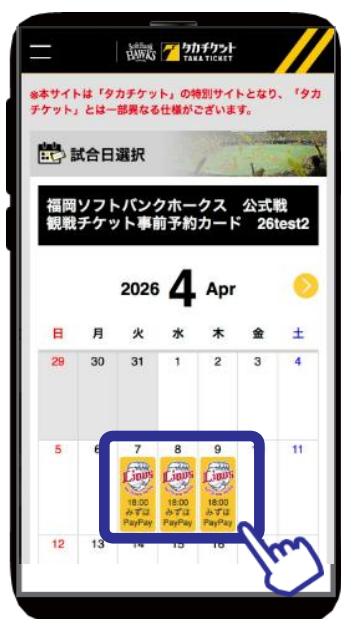 SoftBank HAWKS タカチケット TAKA TICKET
※本サイトは「タカチケット」の特別サイトとなり、「タカ
チケット」とは一部異なる仕様がございます。
試合日選択
福岡ソフトバンクホークス 公式戦
観戦チケット事前予約カード 26test2
2026 4 Apr
日 月 火 水 木 金 土
29 30 31 1 2 3 4
5 6 7 8 9 11
Lions Lions Lions
18:00 18:00 18:00
みずほ みずほ みずほ
PayPay PayPay PayPay
12 13 14 15 16